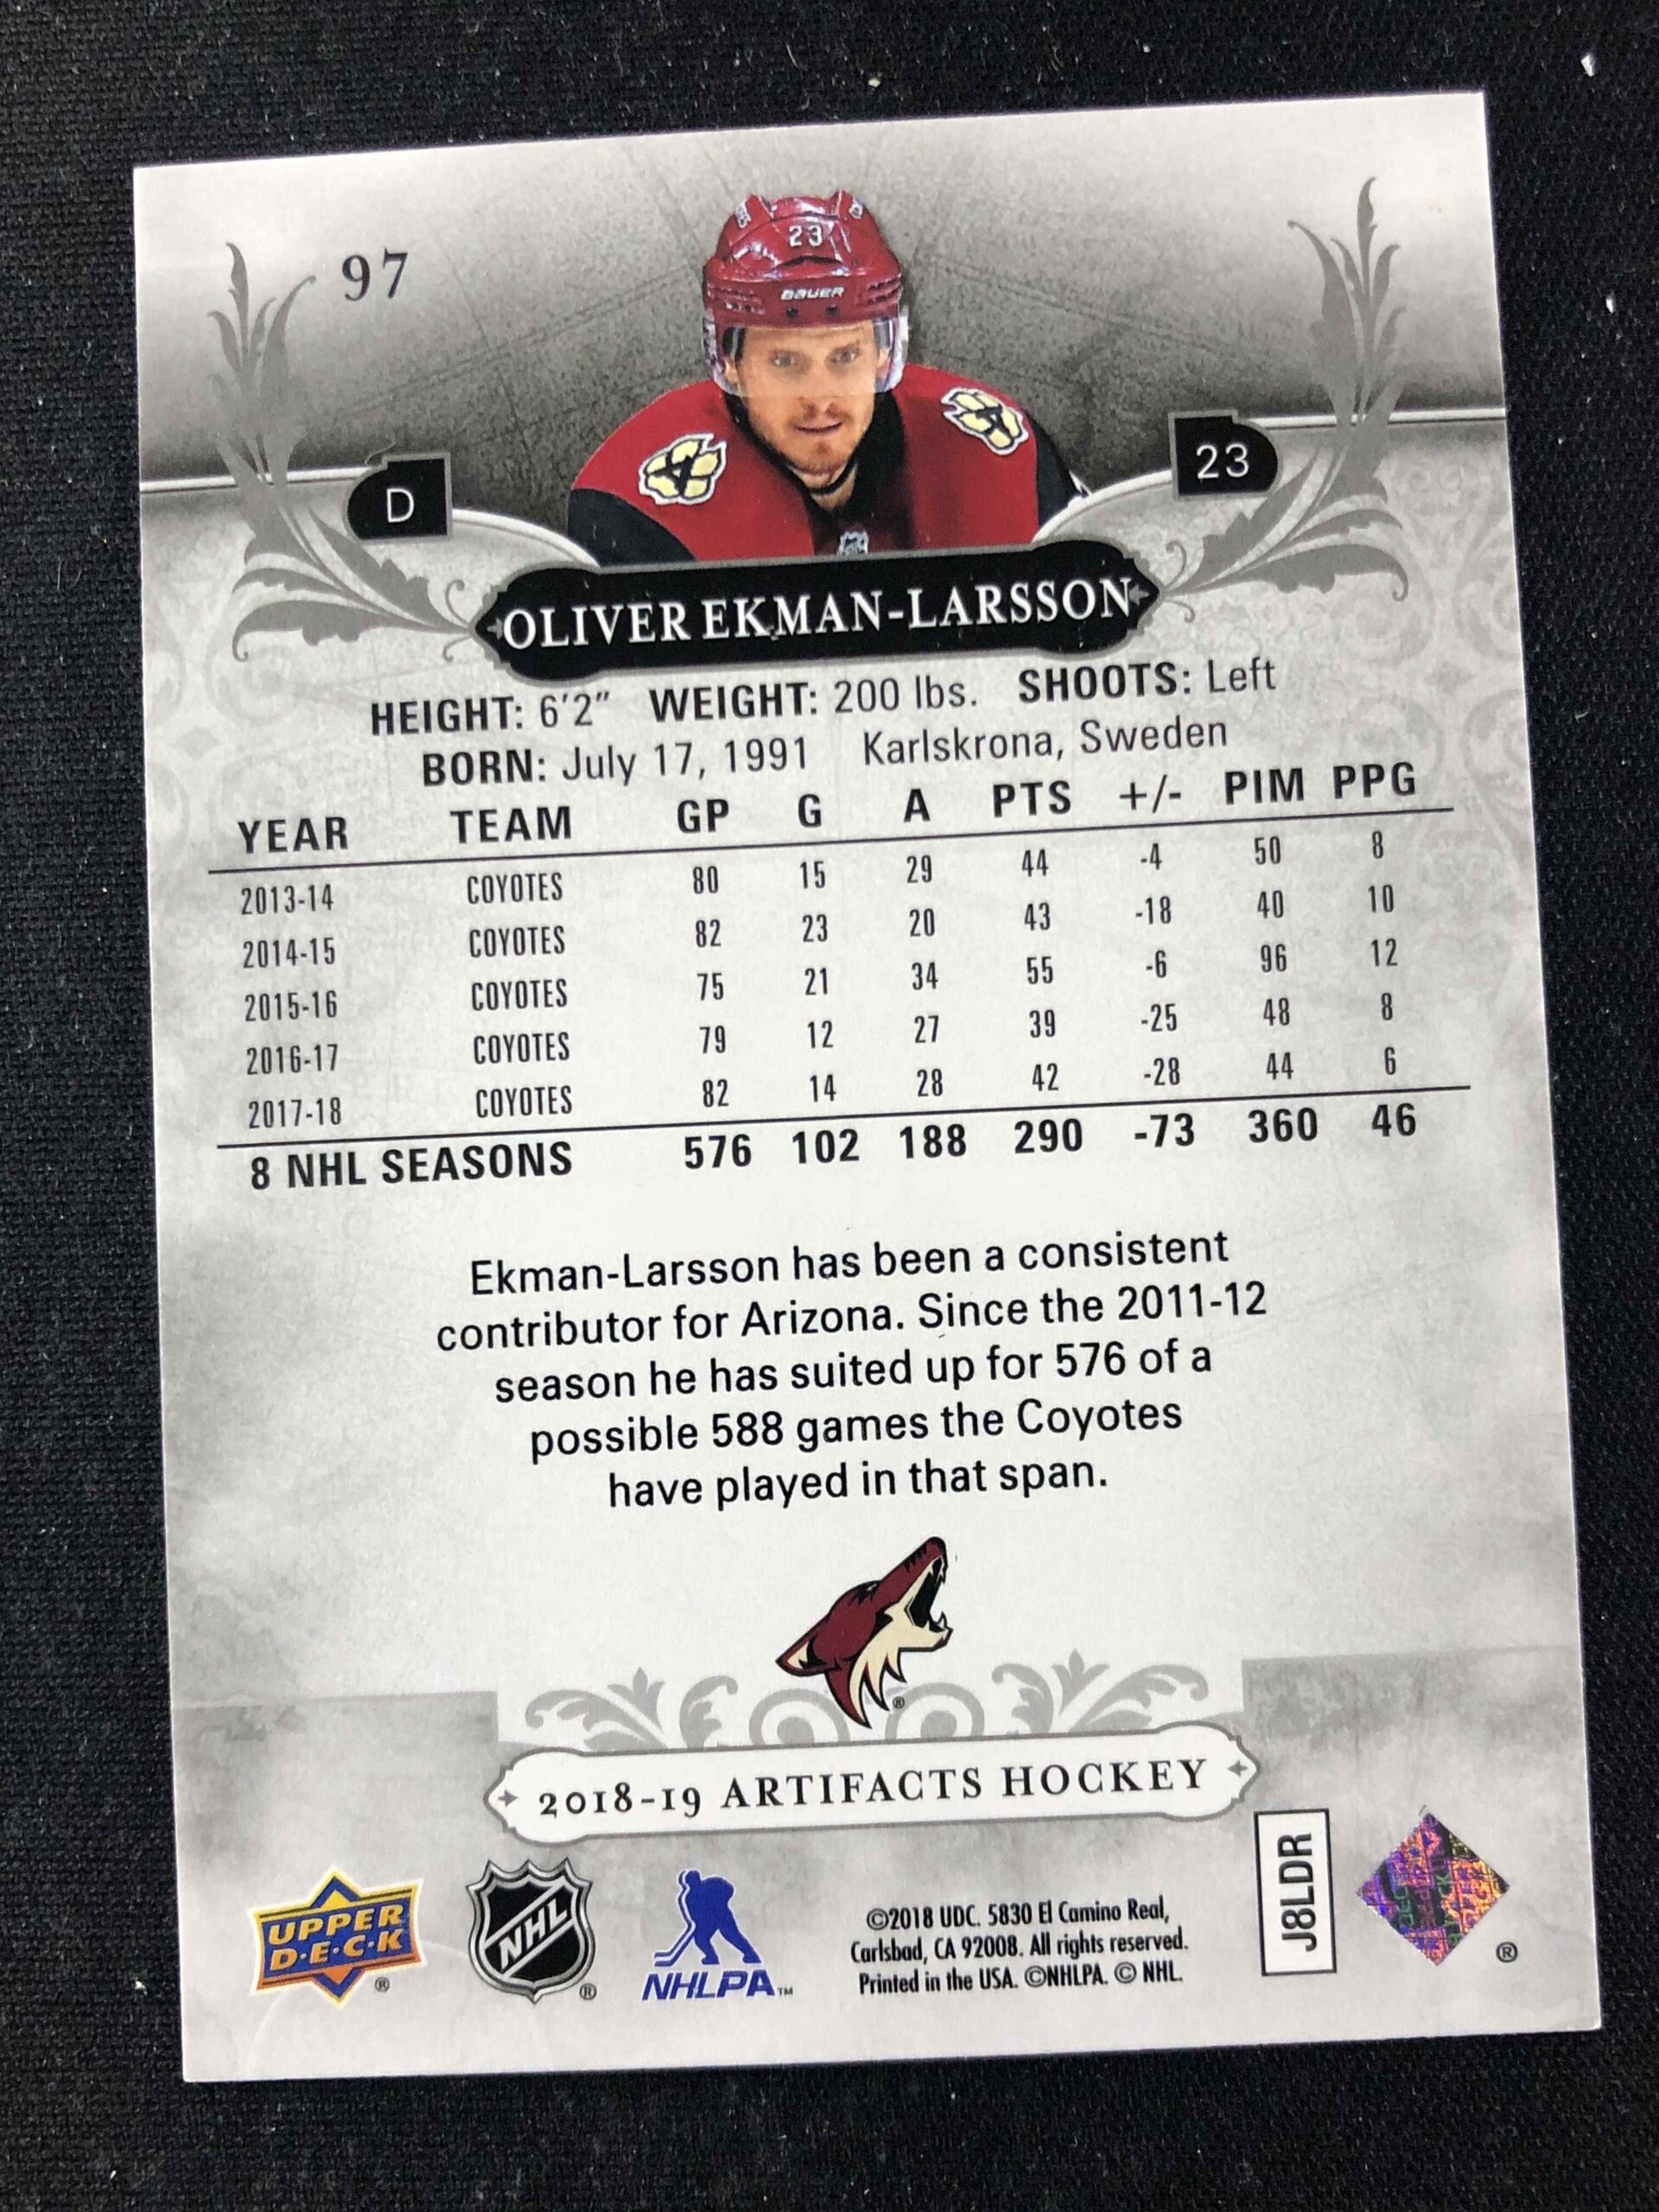 97
23
BAUER
D
23
OLIVER EKMAN-LARSSON
HEIGHT: 6'2" WEIGHT: 200 lbs. SHOOTS: Left
BORN: July 17, 1991 Karlskrona, Sweden
YEAR TEAM GP G A PTS +/- PIM PPG
2013-14 COYOTES 80 15 29 44 -4 50 8
2014-15 COYOTES 82 23 20 43 -18 40 10
2015-16 COYOTES 75 21 34 55 -6 96 12
2016-17 COYOTES 79 12 27 39 -25 48 8
2017-18 COYOTES 82 14 28 42 -28 44 6
8 NHL SEASONS 576 102 188 290 -73 360 46
Ekman-Larsson has been a consistent
contributor for Arizona. Since the 2011-12
season he has suited up for 576 of a
possible 588 games the Coyotes
have played in that span.
®
2018-19 ARTIFACTS HOCKEY
UPPER
D·E·C·K
®
NHL
®
NHLPA™
©2018 UDC. 5830 El Camino Real,
Carlsbad, CA 92008. All rights reserved.
Printed in the USA. ©NHLPA. © NHL.
J8LDR
®